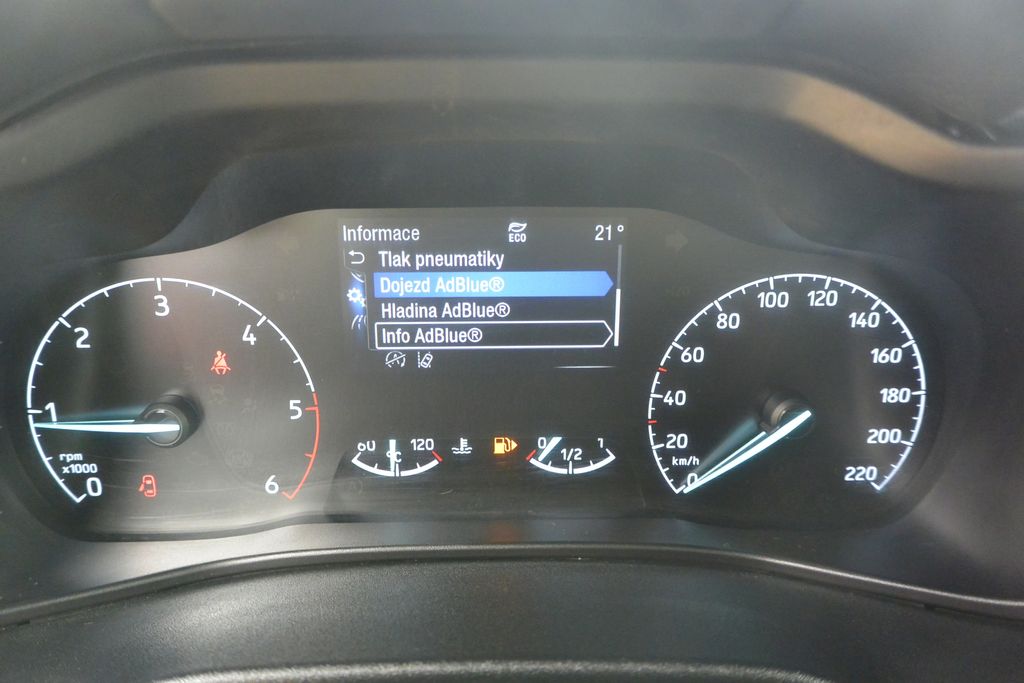 Informace
ECO
21°
Tlak pneumatiky
Dojezd AdBlue®
Hladina AdBlue®
Info AdBlue®
0
1
2
3
4
5
6
rpm
x1000
60
120
°C
0
1/2
1
0
20
40
60
80
100
120
140
160
180
200
220
km/h